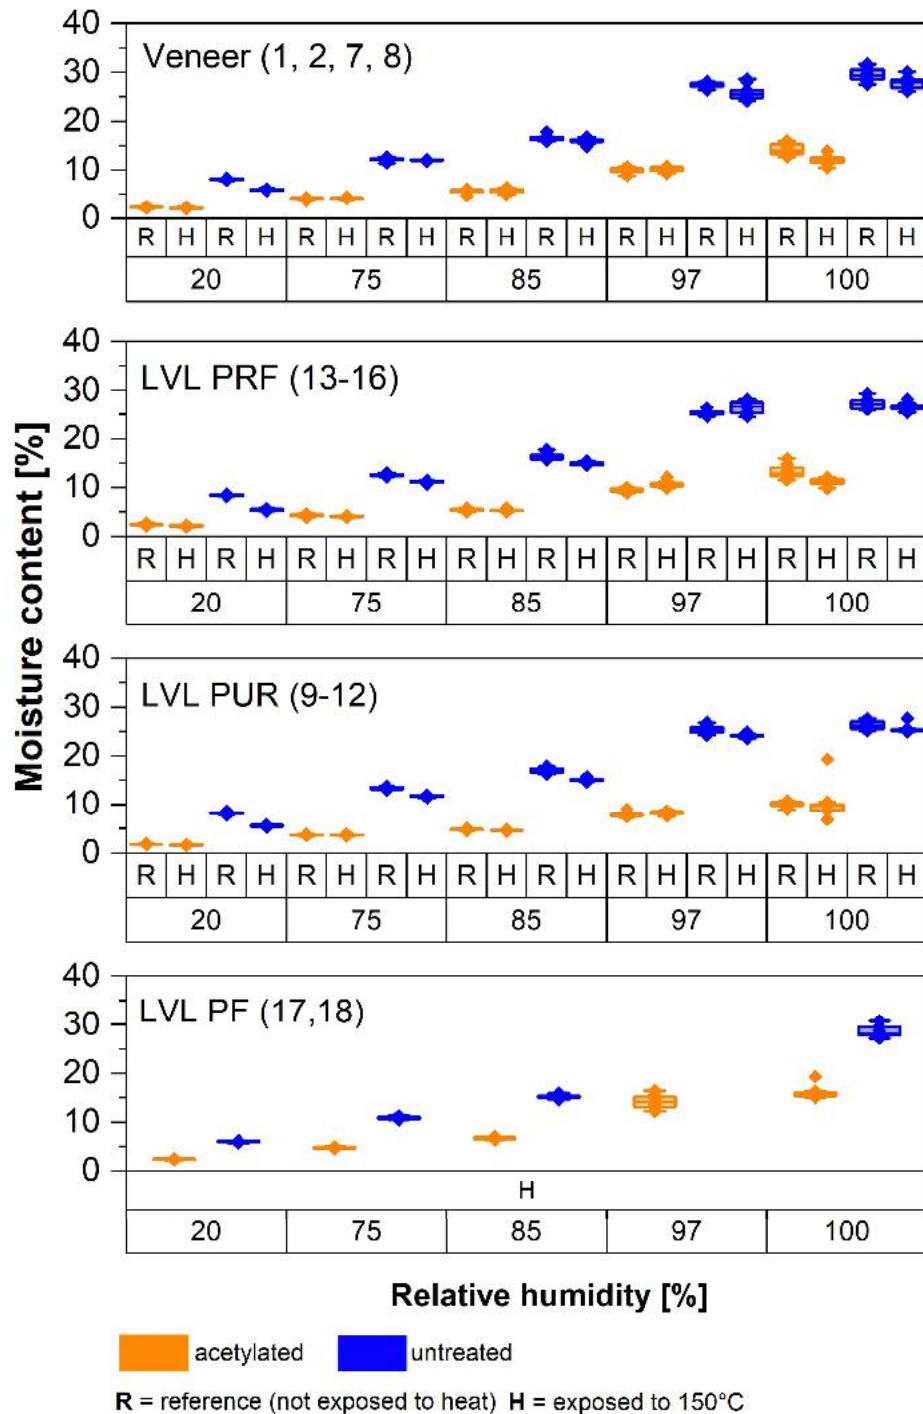 Moisture content [%]
40
Veneer (1, 2, 7, 8)
30
20
10
0
R H R H R H R H R H R H R H R H R H R H
20 75 85 97 100
40
LVL PRF (13-16)
30
20
10
0
R H R H R H R H R H R H R H R H R H R H
20 75 85 97 100
40
LVL PUR (9-12)
30
20
10
0
R H R H R H R H R H R H R H R H R H R H
20 75 85 97 100
40
LVL PF (17,18)
30
20
10
0
H
20 75 85 97 100
Relative humidity [%]
acetylated untreated
R = reference (not exposed to heat) H = exposed to 150°C